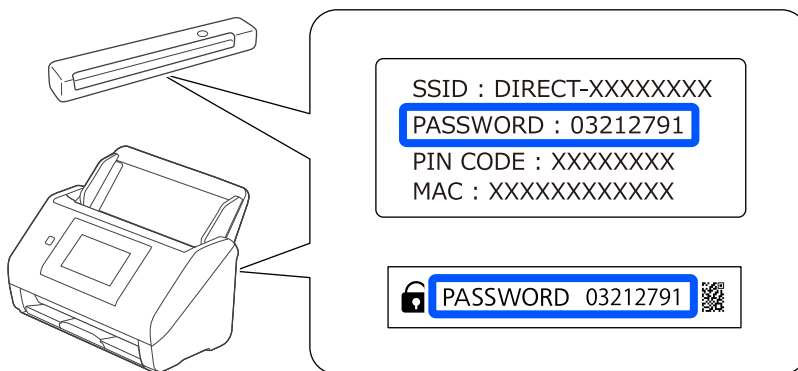 SSID : DIRECT-XXXXXXXX
PASSWORD : 03212791
PIN CODE : XXXXXXXX
MAC : XXXXXXXXXXXX
PASSWORD 03212791